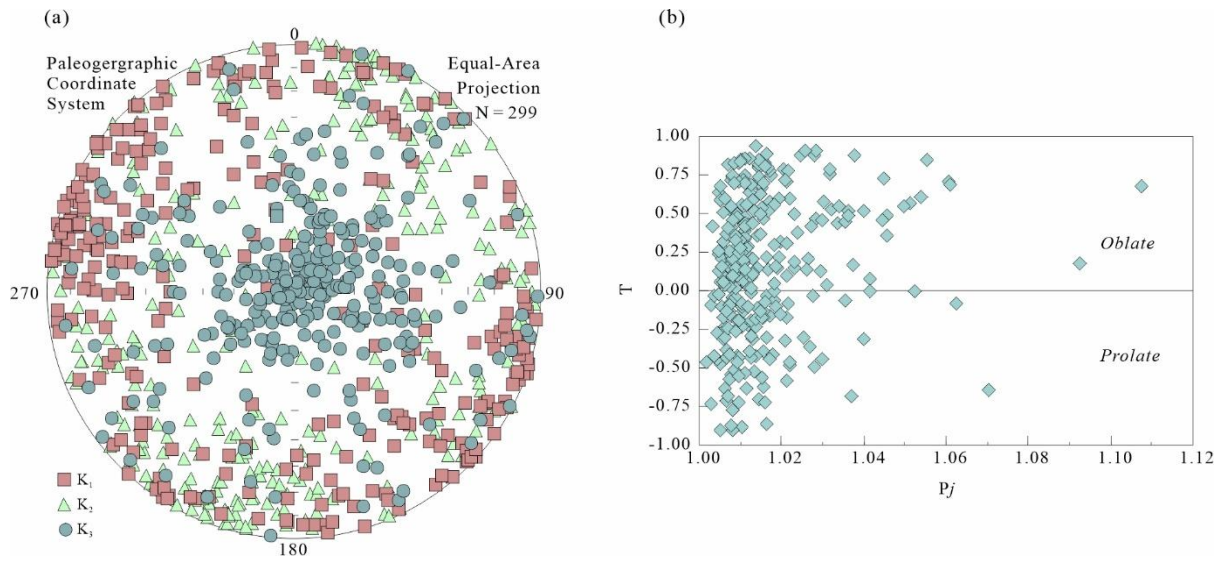 (a)
0
Paleogergraphic
Coordinate
System
Equal-Area
Projection
N = 299
270
90
180
K₁
K₂
K₃
(b)
T
1.00
0.75
0.50
0.25
0.00
-0.25
-0.50
-0.75
-1.00
Oblate
Prolate
1.00
1.02
1.04
1.06
1.08
1.10
1.12
Pj